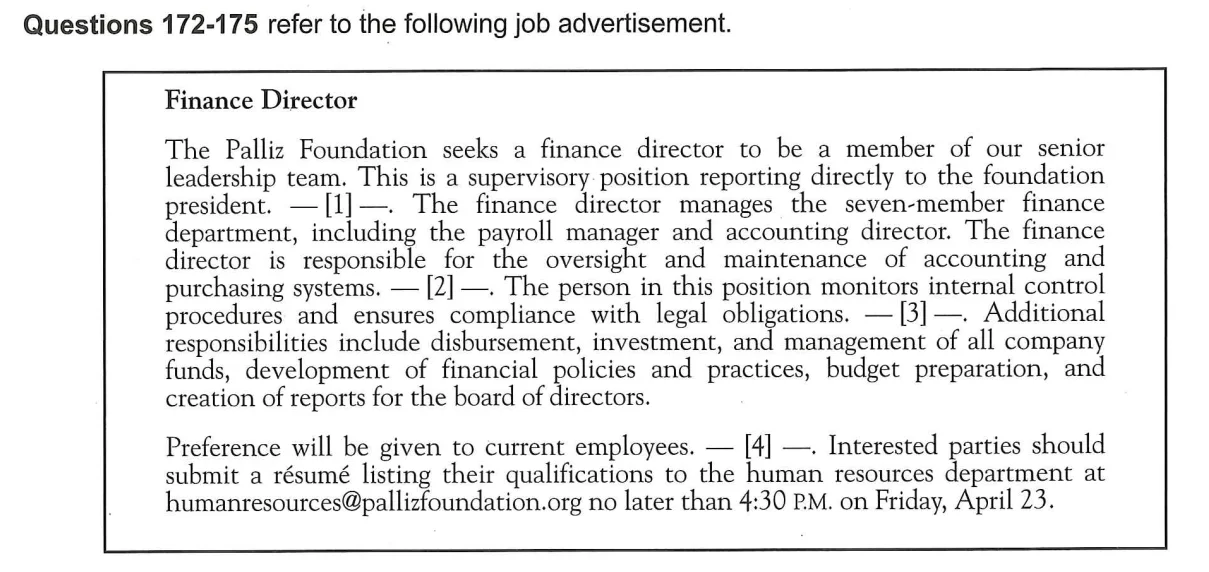 Questions 172-175 refer to the following job advertisement.
Finance Director
The Palliz Foundation seeks a finance director to be a member of our senior
leadership team. This is a supervisory position reporting directly to the foundation
president. — [1] —. The finance director manages the seven-member finance
department, including the payroll manager and accounting director. The finance
director is responsible for the oversight and maintenance of accounting and
purchasing systems. — [2] —. The person in this position monitors internal control
procedures and ensures compliance with legal obligations. — [3] —. Additional
responsibilities include disbursement, investment, and management of all company
funds, development of financial policies and practices, budget preparation, and
creation of reports for the board of directors.
Preference will be given to current employees. — [4] —. Interested parties should
submit a résumé listing their qualifications to the human resources department at
humanresources@pallizfoundation.org no later than 4:30 P.M. on Friday, April 23.